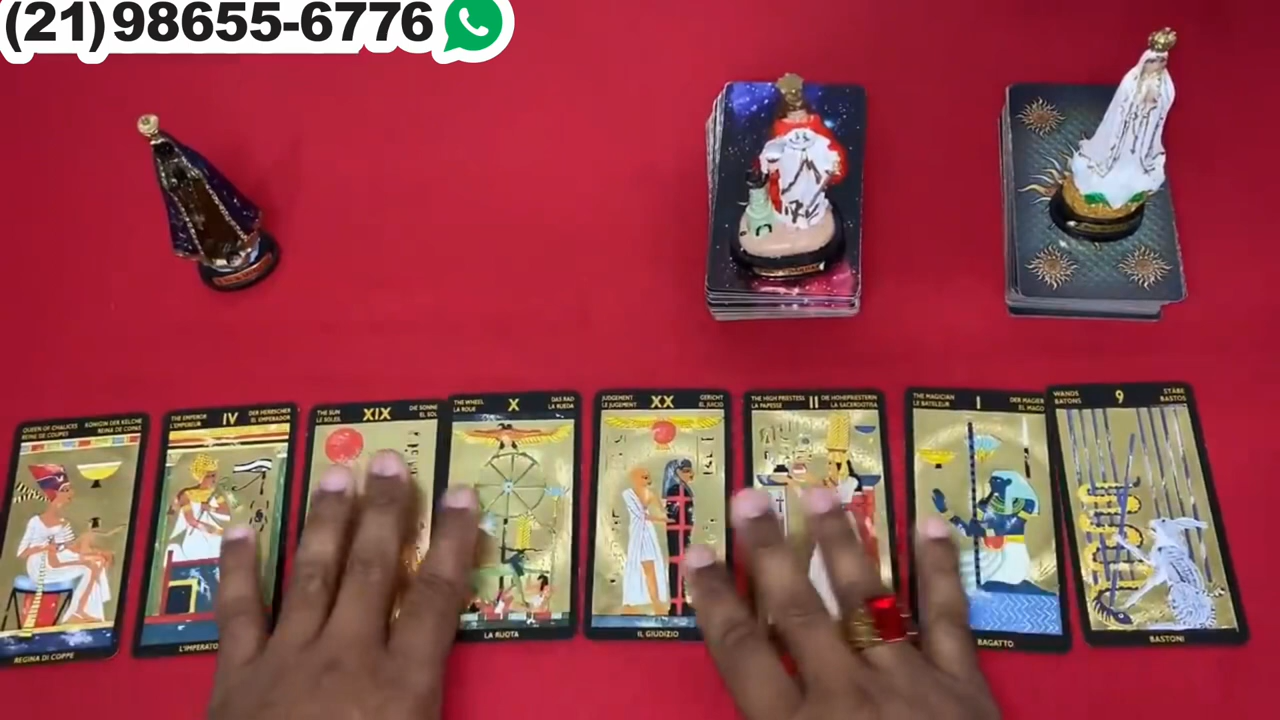 (21)98655-6776
QUEEN OF CHALICES
REINE DE COUPES
KÖNIGIN DER KELCHE
REINA DE COPAS
REGINA DI COPPE
THE EMPEROR
L'EMPEREUR
IV
DER HERRSCHER
EL EMPERADOR
L'IMPERATO
THE SUN
LE SOLEIL
XIX
DIE SONNE
EL SOL
THE WHEEL
LA ROUE
X
DAS RAD
LA RUEDA
LA RUOTA
JUDGEMENT
LE JUGEMENT
XX
GERICHT
EL JUICIO
IL GIUDIZIO
THE HIGH PRIESTESS
LA PAPESSE
II
DIE HOHEPRIESTERIN
LA SACERDOTISA
THE MAGICIAN
LE BATELEUR
I
DER MAGIER
EL MAGO
BAGATTO
WANDS
BATONS
9
STÄBE
BASTOS
BASTONI